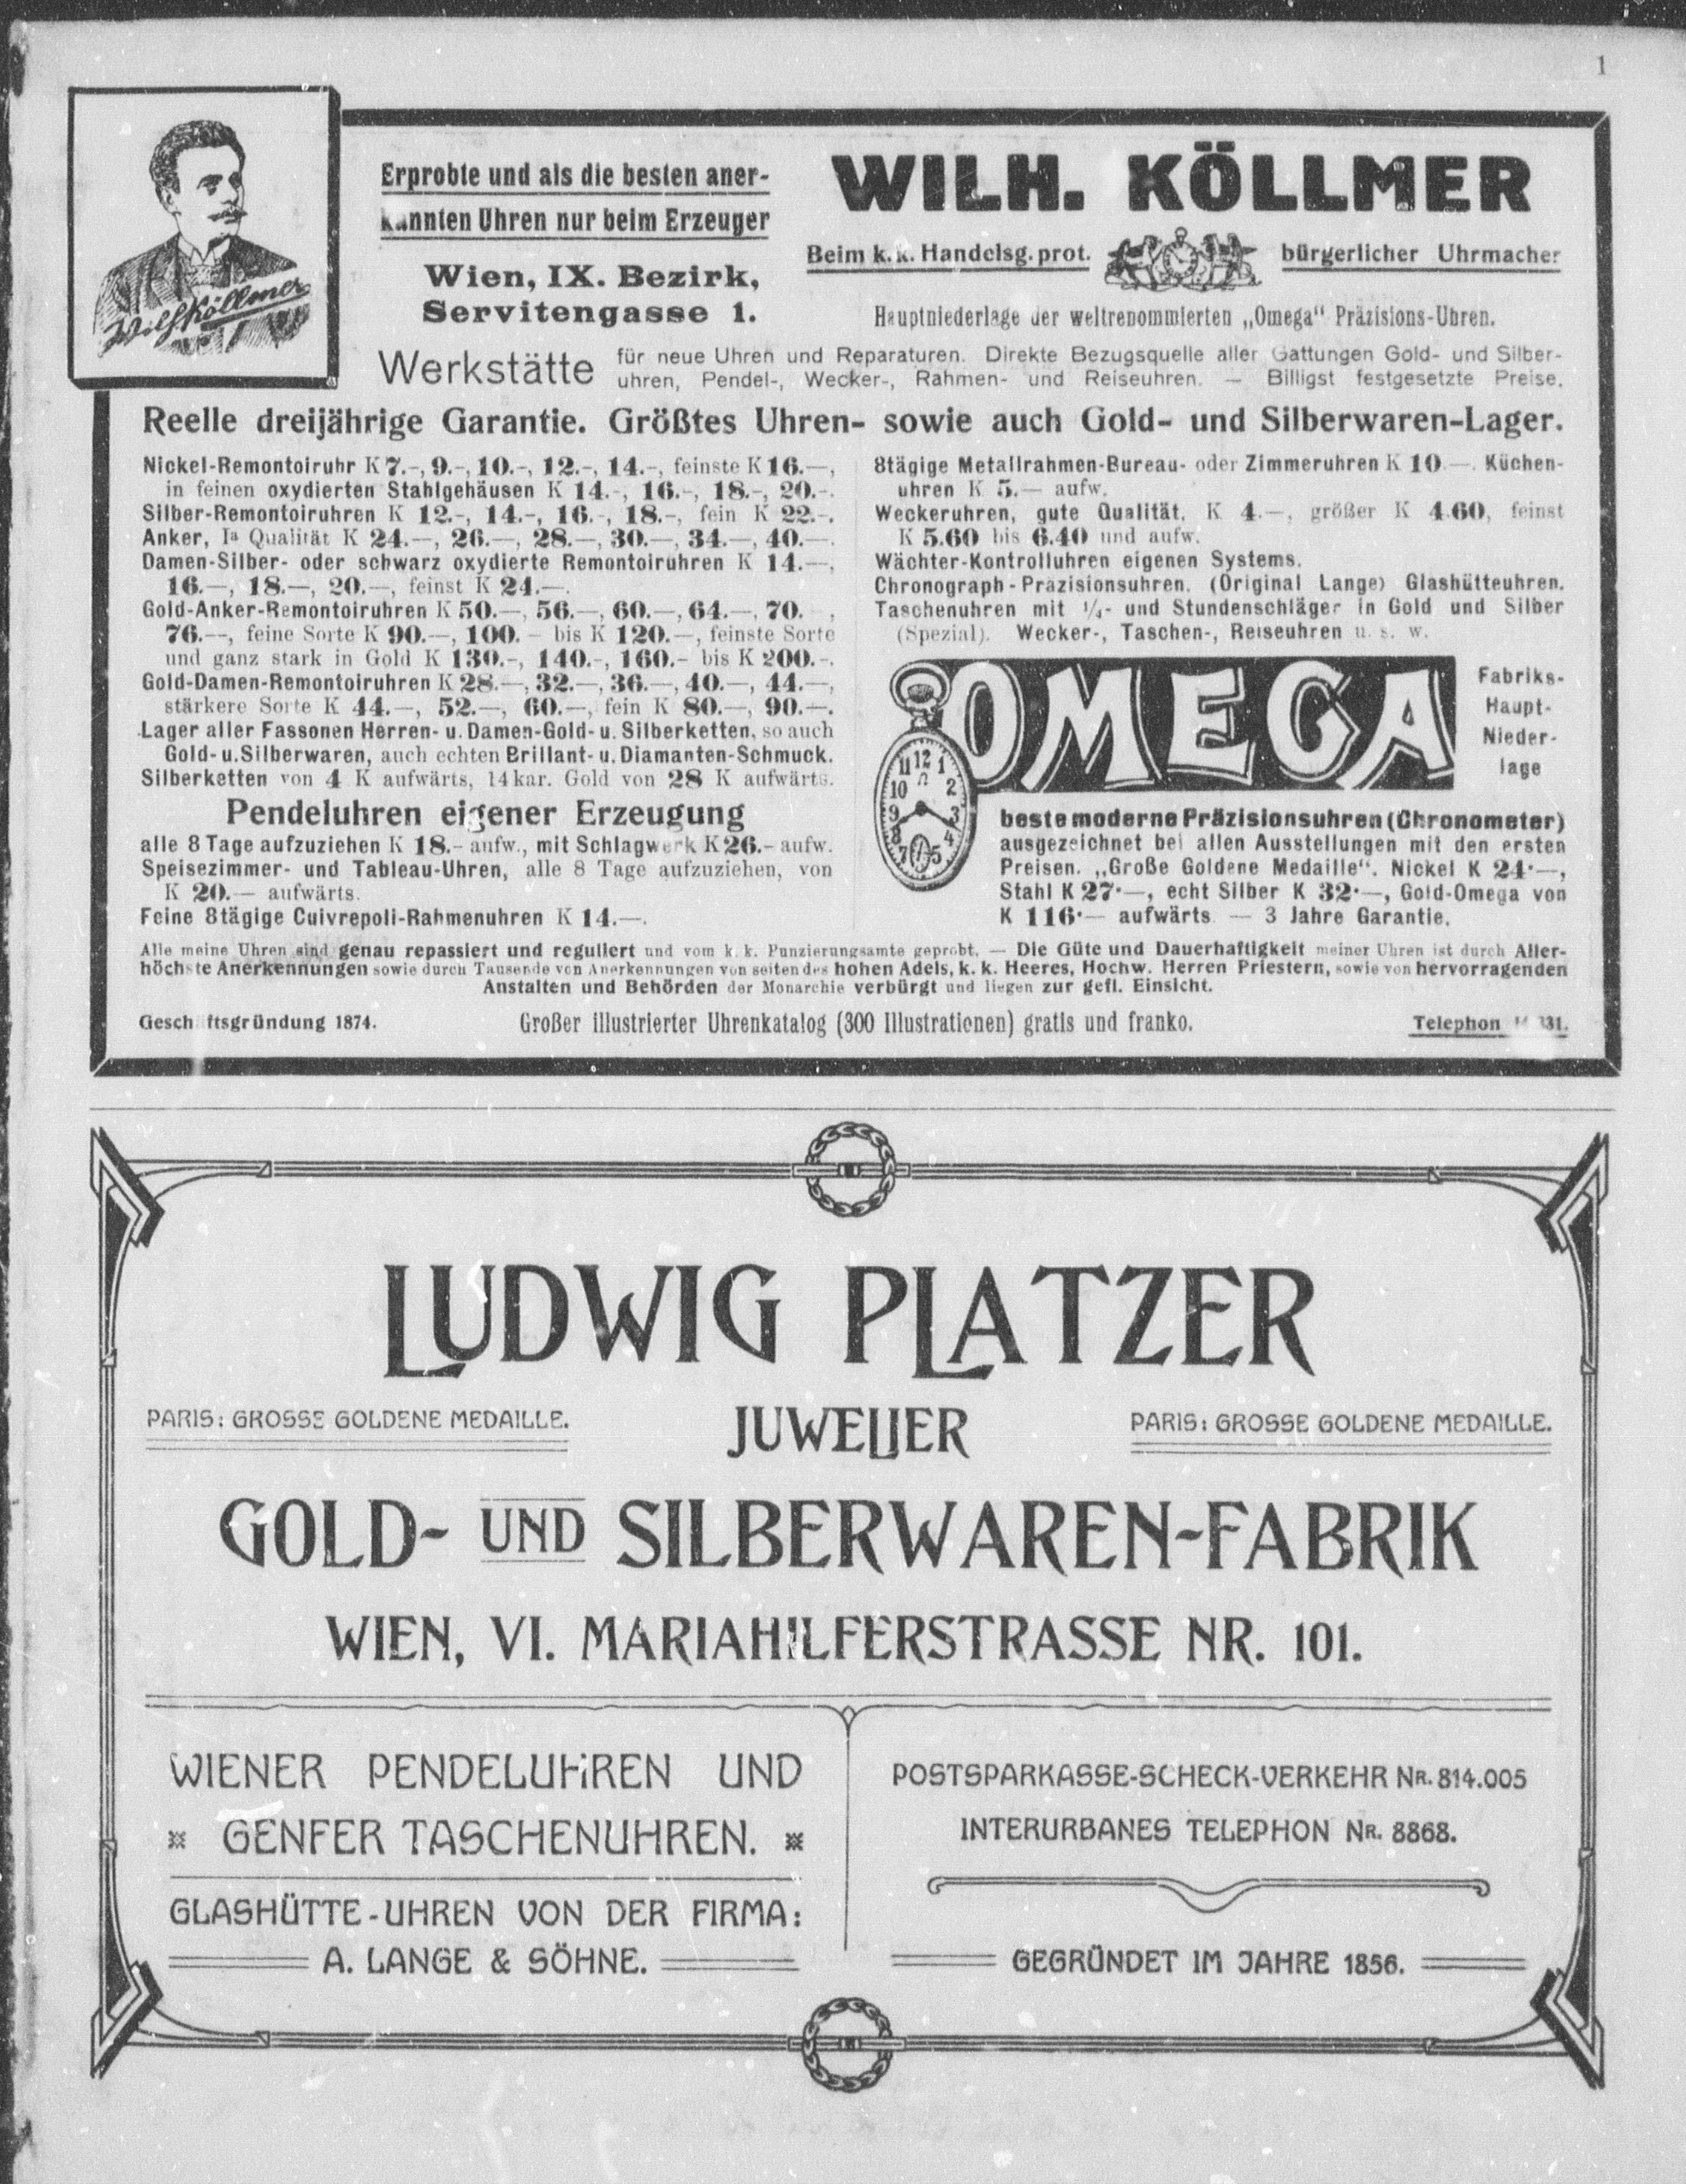 1
Erprobte und als die besten aner-
kannten Uhren nur beim Erzeuger
Wien, IX. Bezirk,
Servitengasse 1.
WILH. KÖLLMER
Beim k. k. Handelsg. prot. bürgerlicher Uhrmacher
Hauptniederlage der weltrenommierten „Omega“ Präzisions-Uhren.
Wilh Köllmer
Werkstätte für neue Uhren und Reparaturen. Direkte Bezugsquelle aller Gattungen Gold- und Silber-
uhren, Pendel-, Wecker-, Rahmen- und Reiseuhren. — Billigst festgesetzte Preise.
Reelle dreijährige Garantie. Größtes Uhren- sowie auch Gold- und Silberwaren-Lager.
Nickel-Remontoiruhr K 7.-, 9.-, 10.-, 12.-, 14.-, feinste K 16.—,
in feinen oxydierten Stahlgehäusen K 14.-, 16.-, 18.-, 20.-.
Silber-Remontoiruhren K 12.-, 14.-, 16.-, 18.-, fein K 22.-.
Anker, Ia Qualität K 24.—, 26.—, 28.—, 30.—, 34.—, 40.—.
Damen-Silber- oder schwarz oxydierte Remontoiruhren K 14.—,
16.—, 18.—, 20.—, feinst K 24.—.
Gold-Anker-Remontoiruhren K 50.—, 56.—, 60.—, 64.—, 70. ,
76.—, feine Sorte K 90.—, 100. – bis K 120.—, feinste Sorte
und ganz stark in Gold K 130.-, 140.-, 160.- bis K 200.-.
Gold-Damen-Remontoiruhren K 28.—, 32.—, 36.—, 40.—, 44.—,
stärkere Sorte K 44.—, 52.—, 60.—, fein K 80.—, 90.—.
Lager aller Fassonen Herren- u. Damen-Gold- u. Silberketten, so auch
Gold- u. Silberwaren, auch echten Brillant- u. Diamanten-Schmuck.
Silberketten von 4 K aufwärts, 14 kar. Gold von 28 K aufwärts.
Pendeluhren eigener Erzeugung
alle 8 Tage aufzuziehen K 18.- aufw., mit Schlagwerk K 26.- aufw.
Speisezimmer- und Tableau-Uhren, alle 8 Tage aufzuziehen, von
K 20.— aufwärts.
Feine 8tägige Cuivrepoli-Rahmenuhren K 14.—.
8tägige Metallrahmen-Bureau- oder Zimmeruhren K 10.—. Küchen-
uhren K 5.— aufw.
Weckeruhren, gute Qualität, K 4.—, größer K 4.60, feinst
K 5.60 bis 6.40 und aufw.
Wächter-Kontrolluhren eigenen Systems.
Chronograph-Präzisionsuhren. (Original Lange) Glashütteuhren.
Taschenuhren mit ¼- und Stundenschläger in Gold und Silber
(Spezial). Wecker-, Taschen-, Reiseuhren u. s. w.
OMEGA
Fabriks-
Haupt-
Nieder-
lage
11 12 1
10 2
9 3
8 4
7 5
beste moderne Präzisionsuhren (Chronometer)
ausgezeichnet bei allen Ausstellungen mit den ersten
Preisen. „Große Goldene Medaille“. Nickel K 24·—,
Stahl K 27·—, echt Silber K 32·—, Gold-Omega von
K 116·— aufwärts. — 3 Jahre Garantie.
Alle meine Uhren sind genau repassiert und reguliert und vom k. k. Punzierungsamte geprobt. — Die Güte und Dauerhaftigkeit meiner Uhren ist durch Aller-
höchste Anerkennungen sowie durch Tausende von Anerkennungen von seiten des hohen Adels, k. k. Heeres, Hochw. Herren Priestern, sowie von hervorragenden
Anstalten und Behörden der Monarchie verbürgt und liegen zur gefl. Einsicht.
Geschäftsgründung 1874. Großer illustrierter Uhrenkatalog (300 Illustrationen) gratis und franko. Telephon
LUDWIG PLATZER
PARIS: GROSSE GOLDENE MEDAILLE. JUWELIER PARIS: GROSSE GOLDENE MEDAILLE.
GOLD- UND SILBERWAREN-FABRIK
WIEN, VI. MARIAHILFERSTRASSE NR. 101.
WIENER PENDELUHREN UND
GENFER TASCHENUHREN.
GLASHÜTTE-UHREN VON DER FIRMA:
A. LANGE & SÖHNE.
POSTSPARKASSE-SCHECK-VERKEHR NR. 814.005
INTERURBANES TELEPHON NR. 8868.
GEGRÜNDET IM JAHRE 1856.